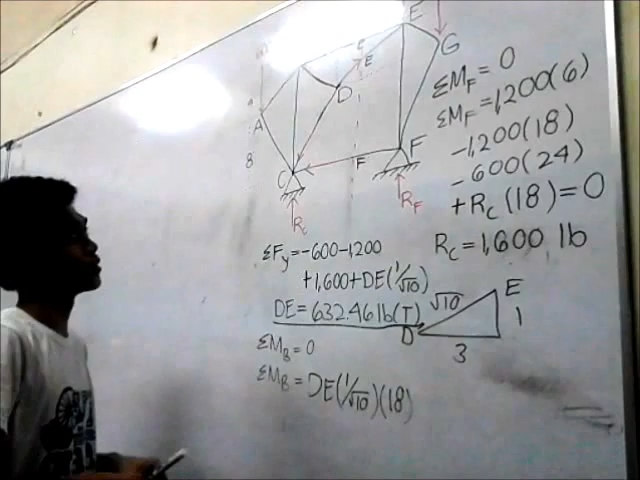 E
G
E
A
D
8
C
F
F
R
R_F
ΣM_F = 0
ΣM_F = 1,200(6)
-1,200(18)
-600(24)
+R_C(18)=0
R_C = 1,600 lb
ΣF_y = -600-1200
+1,600+DE(1/√10)
DE = 632.46 lb(T)
ΣM_B = 0
ΣM_B = DE(1/√10)(18)
√10
E
D
1
3